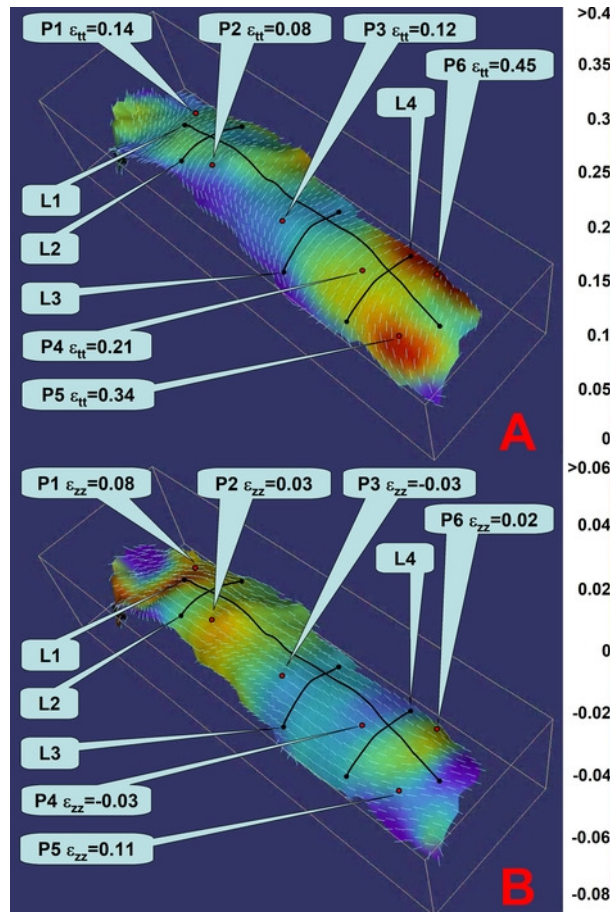 >0.4
P1 εtt=0.14
P2 εtt=0.08
P3 εtt=0.12
P6 εtt=0.45
L4
0.35
0.3
0.25
0.2
0.15
0.1
0.05
0
L1
L2
L3
P4 εtt=0.21
P5 εtt=0.34
A
>0.06
P1 εzz=0.08
P2 εzz=0.03
P3 εzz=-0.03
P6 εzz=0.02
L4
0.04
0.02
0
-0.02
-0.04
-0.06
-0.08
L1
L2
L3
P4 εzz=-0.03
P5 εzz=0.11
B